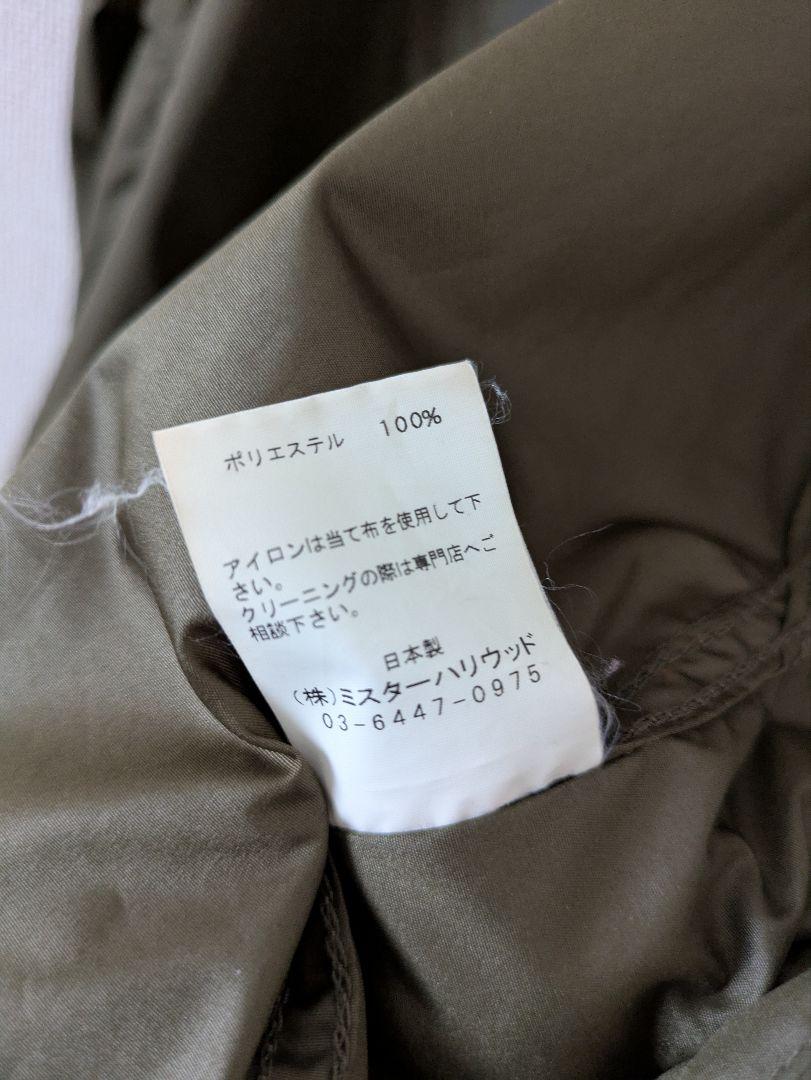 ポリエステル 100%
アイロンは当て布を使用して下
さい。
クリーニングの際は専門店へご
相談下さい。
日本製
(株)ミスターハリウッド
03-6447-0975